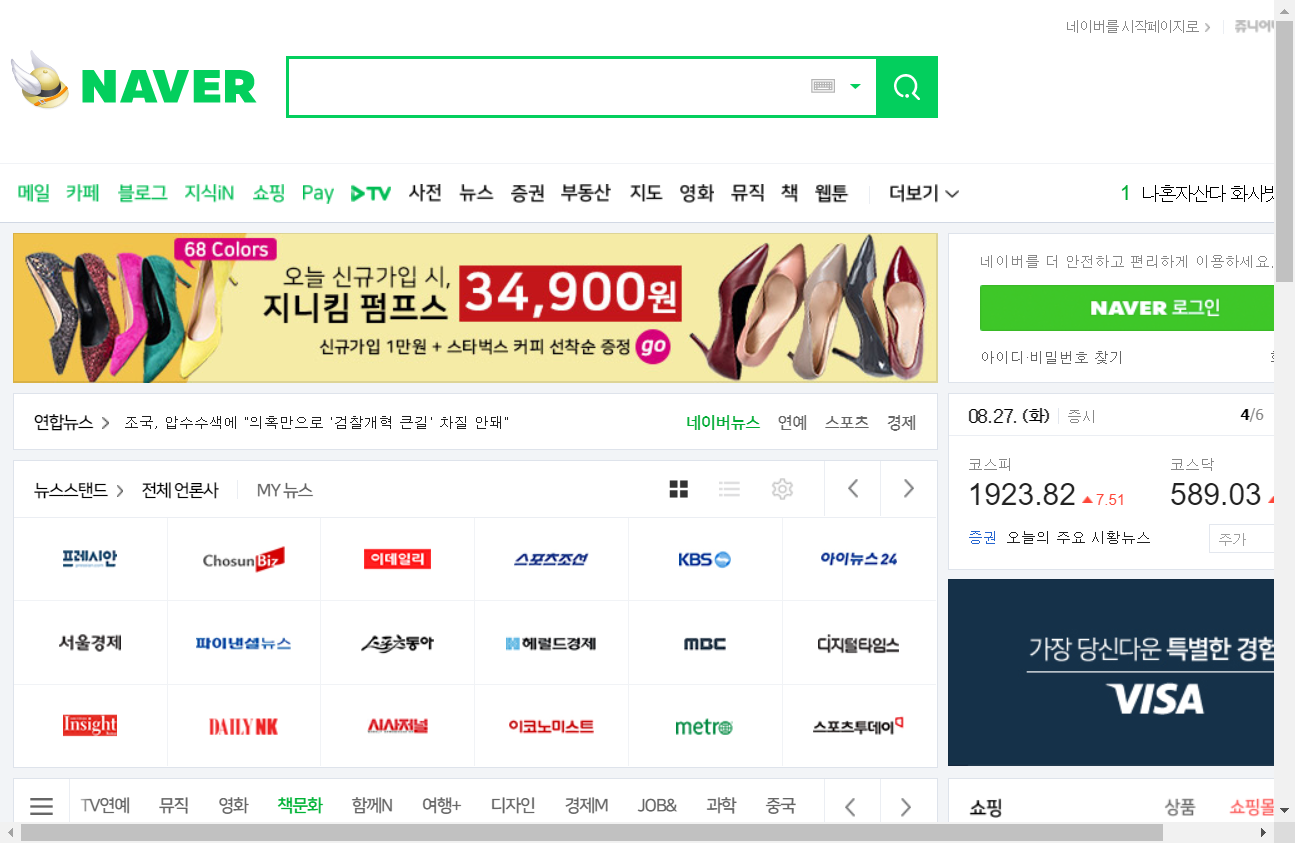 네이버를 시작페이지로
쥬니어
NAVER
메일 카페 블로그 지식iN 쇼핑 Pay TV 사전 뉴스 증권 부동산 지도 영화 뮤직 책 웹툰 더보기
1 나혼자산다 화사
68 Colors
오늘 신규가입 시,
지니킴 펌프스
34,900원
신규가입 1만원 + 스타벅스 커피 선착순 증정 go
네이버를 더 안전하고 편리하게 이용하세요.
NAVER 로그인
아이디·비밀번호 찾기
연합뉴스 조국, 압수수색에 "의혹만으로 '검찰개혁 큰길' 차질 안돼"
네이버뉴스 연예 스포츠 경제
08.27. (화) 증시 4/6
코스피 코스닥
1923.82 ▲7.51 589.03
증권 오늘의 주요 시황뉴스 주가
뉴스스탠드 전체 언론사 MY 뉴스
프레시안 ChosunBiz 이데일리 스포츠조선 KBS 아이뉴스24
서울경제 파이낸셜뉴스 스포츠동아 헤럴드경제 MBC 디지털타임스
Insight DAILY NK 시사저널 이코노미스트 metro 스포츠투데이
가장 당신다운 특별한 경험
VISA
TV연예 뮤직 영화 책문화 함께N 여행+ 디자인 경제M JOB& 과학 중국
쇼핑 상품 쇼핑몰